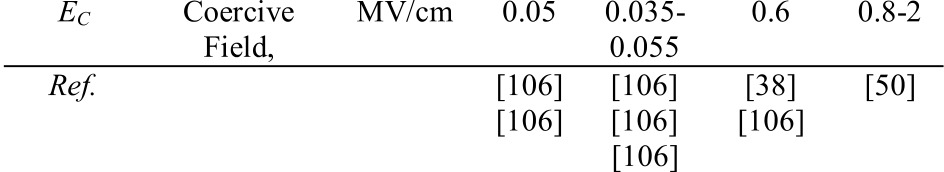 E_C Coercive MV/cm 0.05 0.035- 0.6 0.8-2
Field, 0.055
Ref. [106] [106] [38] [50]
[106] [106] [106]
[106]